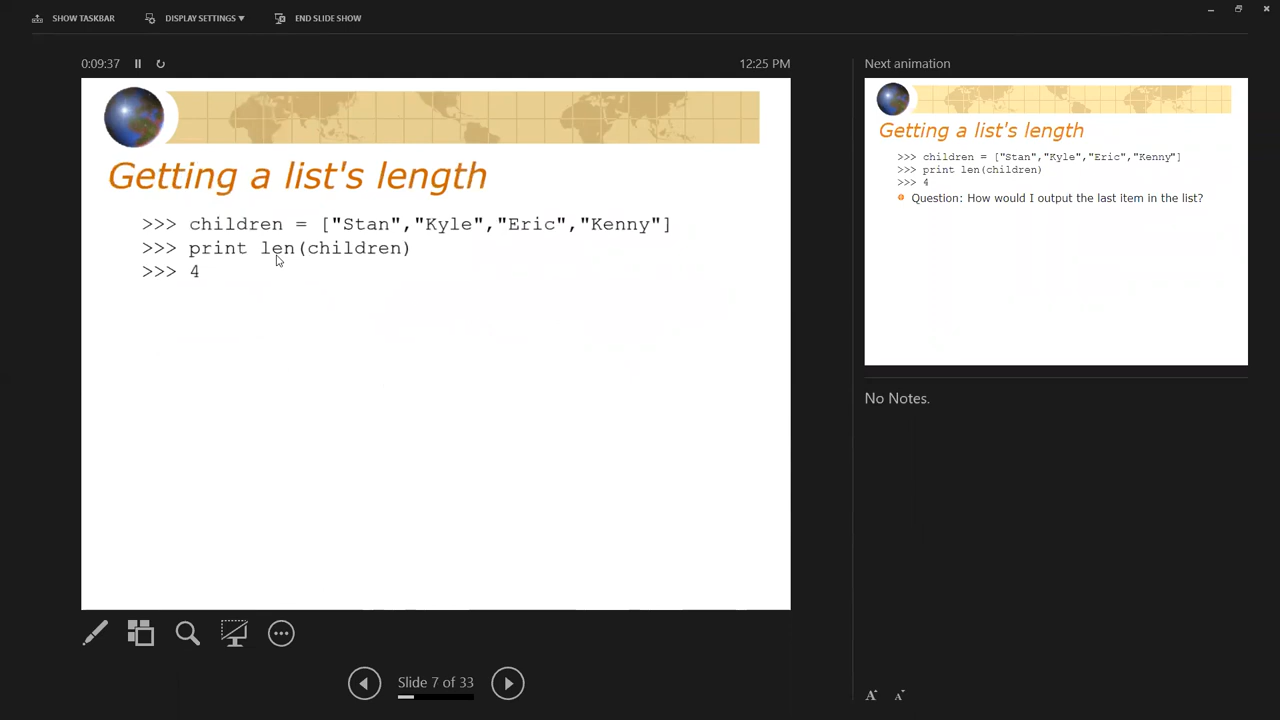 SHOW TASKBAR DISPLAY SETTINGS ▼ END SLIDE SHOW
0:09:37 12:25 PM
Getting a list's length
>>> children = ["Stan","Kyle","Eric","Kenny"]
>>> print len(children)
>>> 4
Slide 7 of 33
Next animation
Getting a list's length
>>> children = ["Stan","Kyle","Eric","Kenny"]
>>> print len(children)
>>> 4
Question: How would I output the last item in the list?
No Notes.
A A